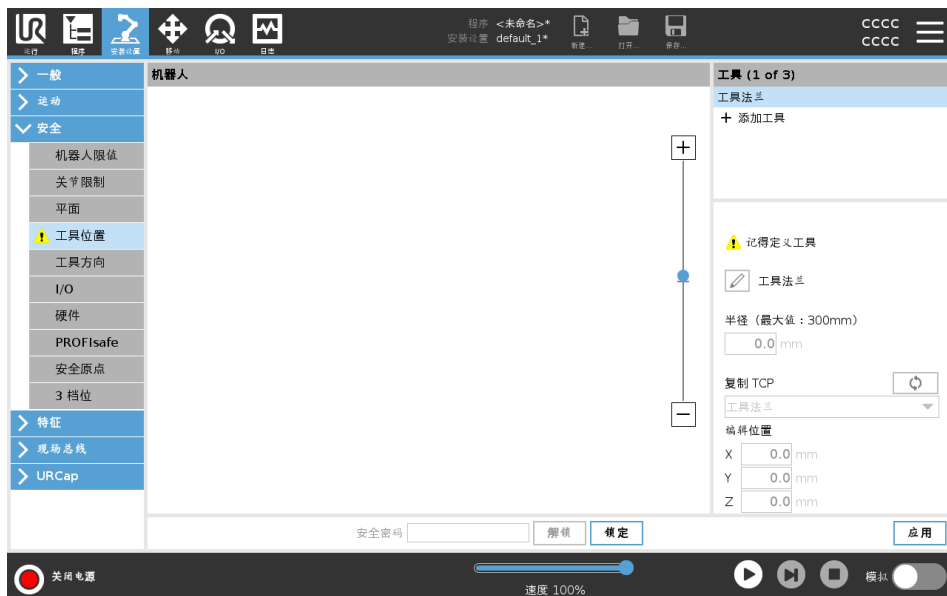 程序 <未命名>*
安装设置 default_1*
运行 程序 安装设置 移动 I/O 日志 新建... 打开... 保存...
cccc
cccc
一般
运动
安全
机器人限值
关节限制
平面
工具位置
工具方向
I/O
硬件
PROFIsafe
安全原点
3 档位
特征
现场总线
URCap
机器人
工具 (1 of 3)
工具法兰
添加工具
记得定义工具
工具法兰
半径（最大值：300mm）
0.0 mm
复制 TCP
工具法兰
编辑位置
X 0.0 mm
Y 0.0 mm
Z 0.0 mm
安全密码 解锁 锁定 应用
关闭电源
速度 100%
模拟